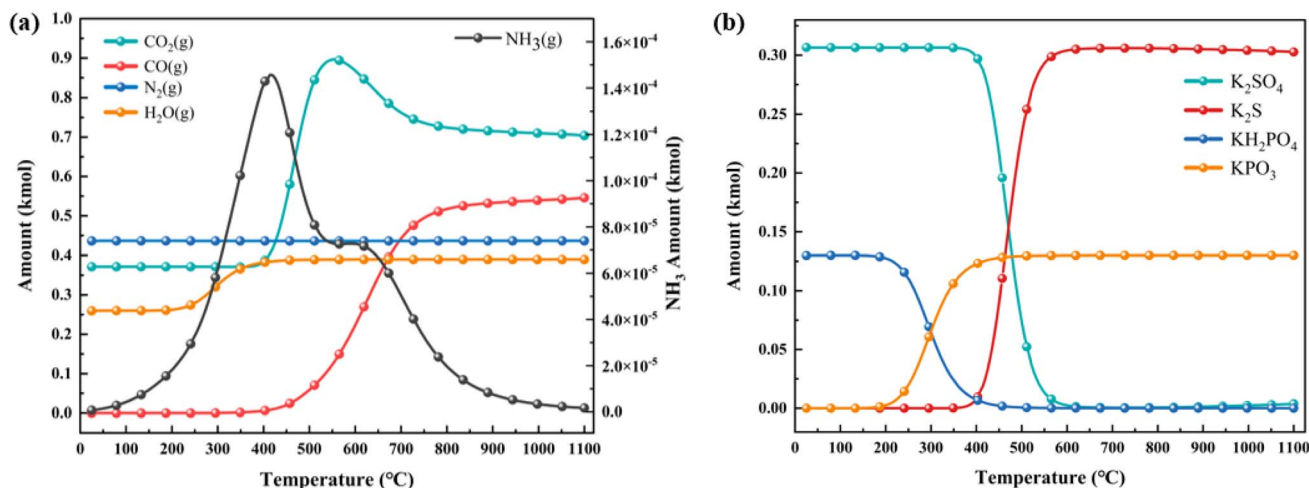 (a)
CO₂(g)
CO(g)
N₂(g)
H₂O(g)
NH₃(g)
1.0
0.9
0.8
0.7
0.6
0.5
0.4
0.3
0.2
0.1
0.0
Amount (kmol)
1.6×10⁻⁴
1.4×10⁻⁴
1.2×10⁻⁴
1×10⁻⁴
8×10⁻⁵
6×10⁻⁵
4×10⁻⁵
2×10⁻⁵
0.0
NH₃ Amount (kmol)
0 100 200 300 400 500 600 700 800 900 1000 1100
Temperature (°C)
(b)
K₂SO₄
K₂S
KH₂PO₄
KPO₃
0.30
0.25
0.20
0.15
0.10
0.05
0.00
Amount (kmol)
0 100 200 300 400 500 600 700 800 900 1000 1100
Temperature (°C)